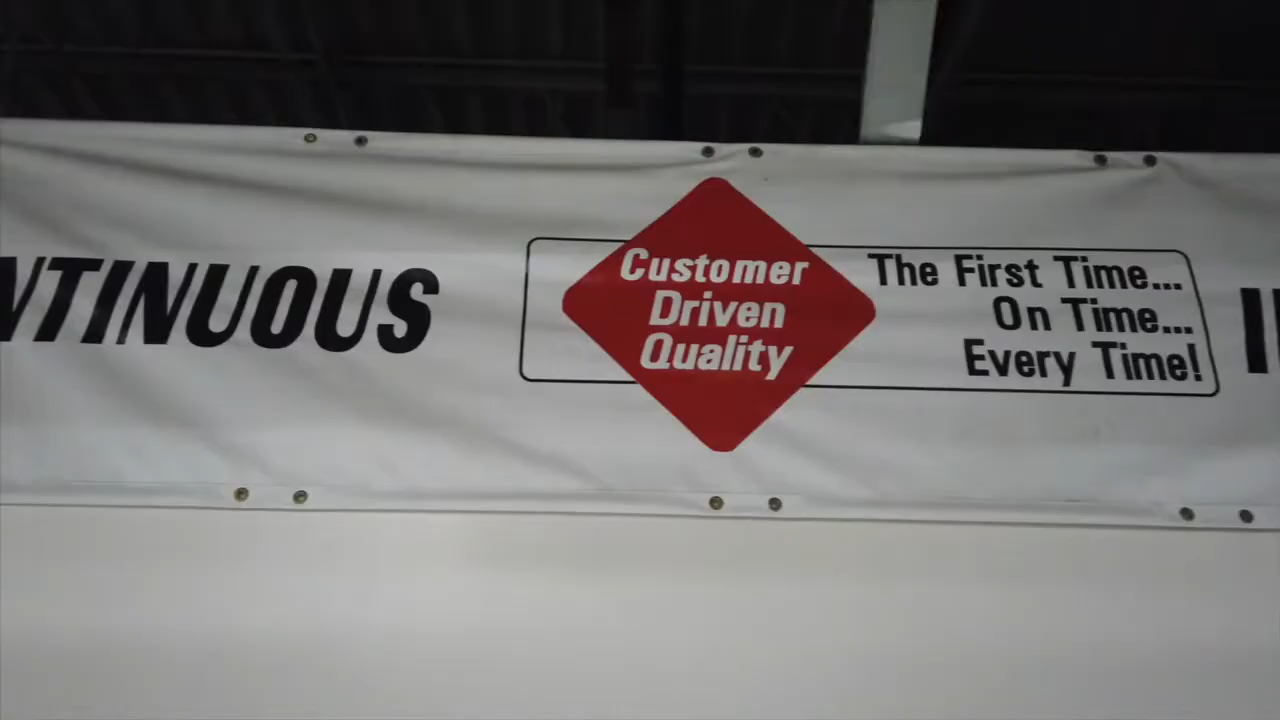 NTINUOUS
Customer
Driven
Quality
The First Time...
On Time...
Every Time!